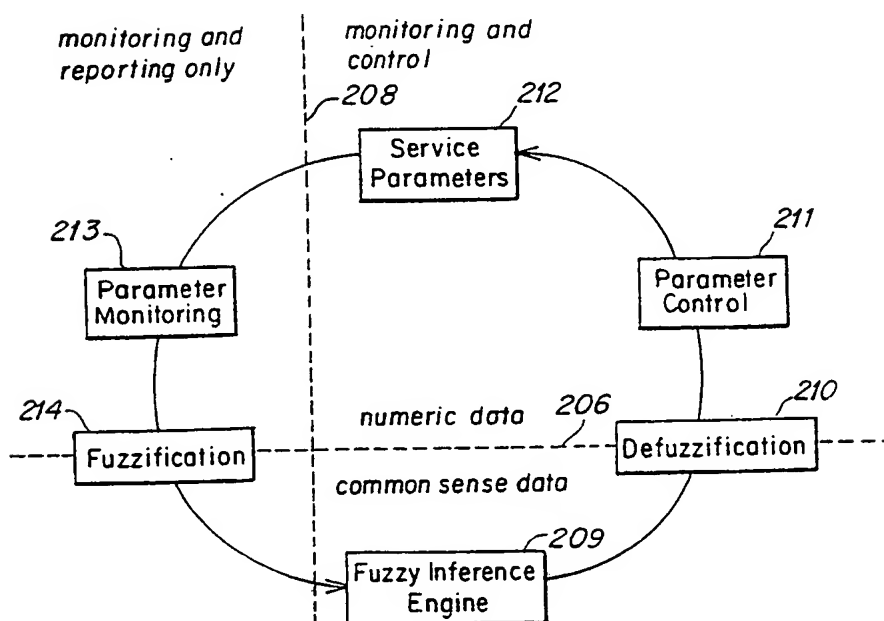 monitoring and
reporting only
monitoring and
control
208
212
Service
Parameters
213
Parameter
Monitoring
211
Parameter
Control
214
Fuzzification
numeric data
206
210
Defuzzification
common sense data
209
Fuzzy Inference
Engine